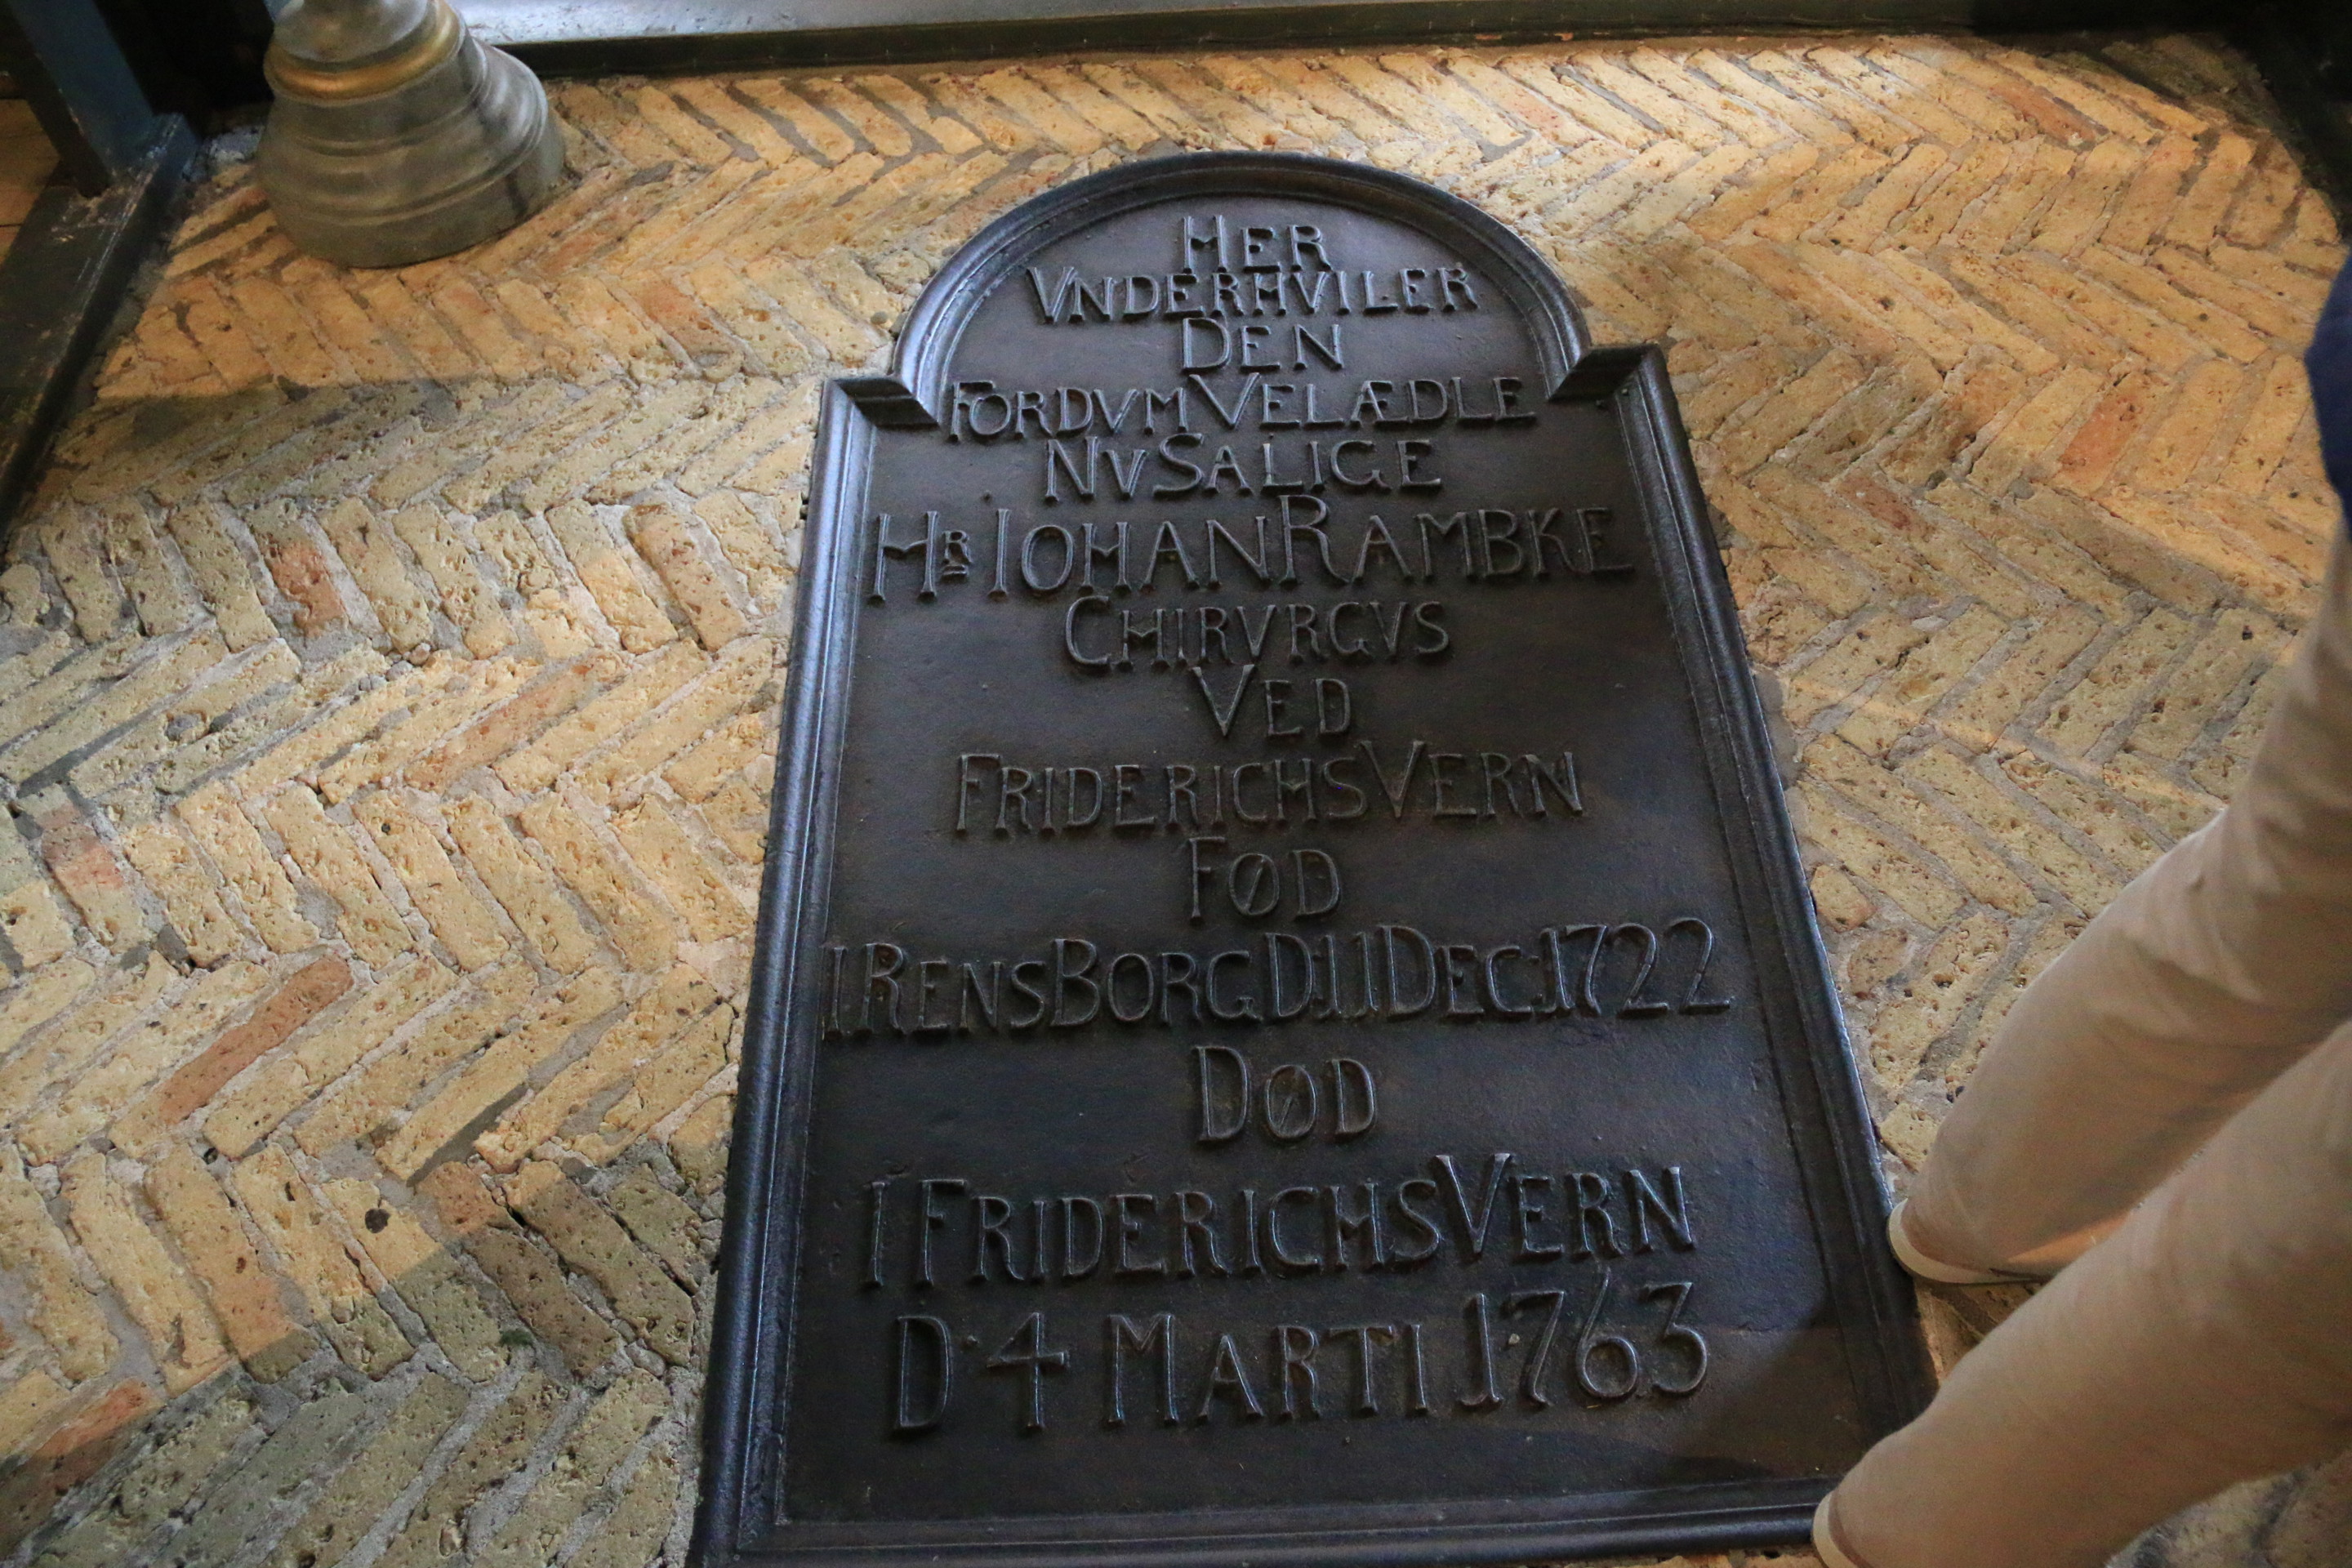 HER
VNDERHVILER
DEN
FORDVM VELÆDLE
NV SALIGE
HR IOHAN RAMBKE
CHIRVRGVS
VED
FRIDERICHSVERN
FØD
I RENSBORG D:11 DEC:1722
DØD
I FRIDERICHSVERN
D·4 MARTI 1763